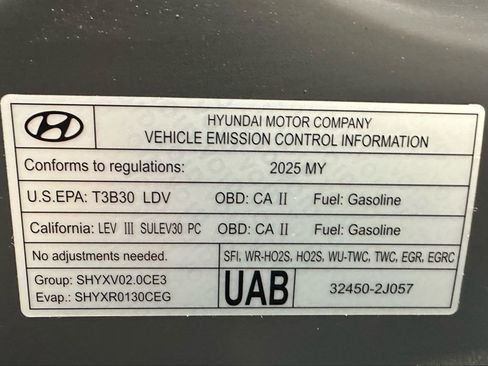 HYUNDAI MOTOR COMPANY
VEHICLE EMISSION CONTROL INFORMATION
Conforms to regulations: 2025 MY
U.S.EPA: T3B30 LDV OBD: CA II Fuel: Gasoline
California: LEV III SULEV30 PC OBD: CA II Fuel: Gasoline
No adjustments needed. SFI, WR-HO2S, HO2S, WU-TWC, TWC, EGR, EGRC
Group: SHYXV02.0CE3
Evap.: SHYXR0130CEG
UAB
32450-2J057